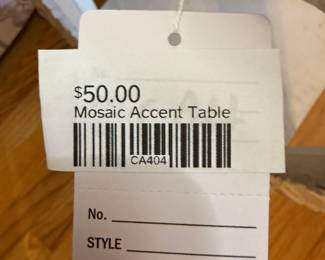 $50.00
Mosaic Accent Table
CA404
No.
STYLE